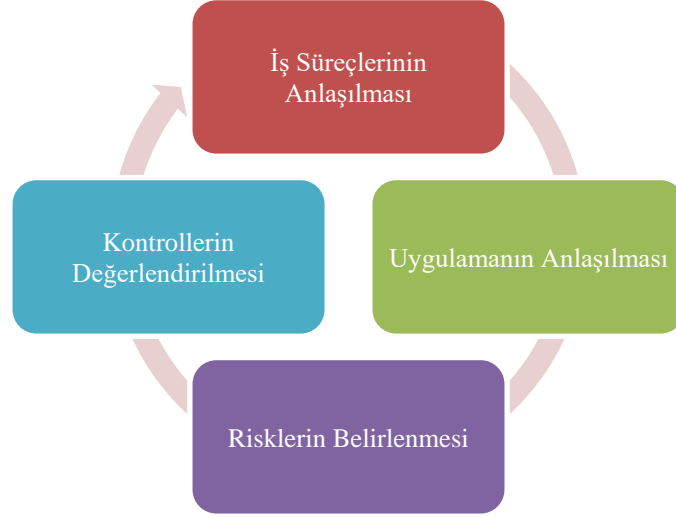 İş Süreçlerinin
Anlaşılması
Uygulamanın Anlaşılması
Risklerin Belirlenmesi
Kontrollerin
Değerlendirilmesi